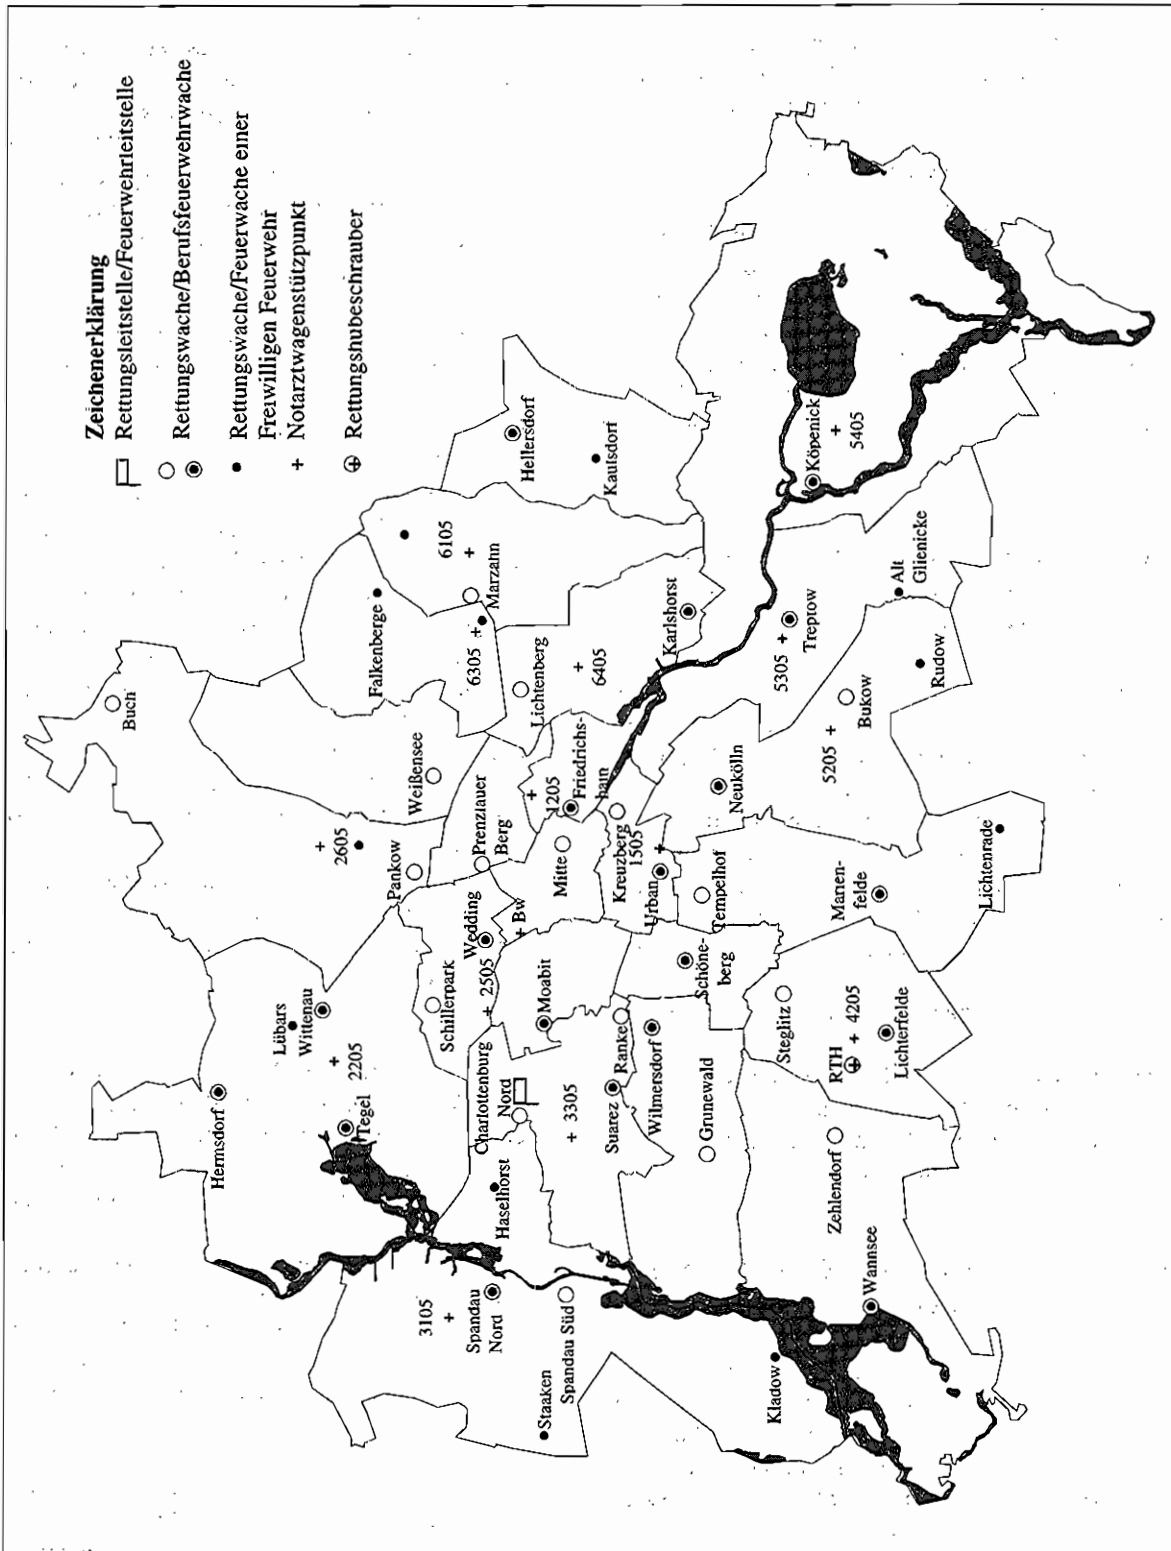 Zeichenerklärung
Rettungsleitstelle/Feuerwehrleitstelle
Rettungswache/Berufsfeuerwehrwache
Rettungswache/Feuerwache einer
Freiwilligen Feuerwehr
Notarztwagenstützpunkt
Rettungshubeschrauber
Buch
Hermsdorf
Lübars
Wittenau
2205
Tegel
2605
Pankow
Weißensee
Falkenberge
6105
Marzahn
6305
Hellersdorf
Kaulsdorf
Schillerpark
Wedding
2505
Bw
Prenzlauer
Berg
Lichtenberg
6405
Karlshorst
1205
Friedrichs-
hain
Mitte
Moabit
Charlottenburg
Nord
3305
Haselhorst
3105
Spandau
Nord
Spandau Süd
Staaken
Kladow
Suarez
Ranke
Wilmersdorf
Grunewald
Schöne-
berg
Kreuzberg
1505
Urban
Tempelhof
Neukölln
5305
Treptow
Köpenick
5405
Alt
Glienicke
Rudow
Bukow
5205
Marien-
felde
Lichtenrade
Steglitz
RTH
4205
Lichterfelde
Zehlendorf
Wannsee